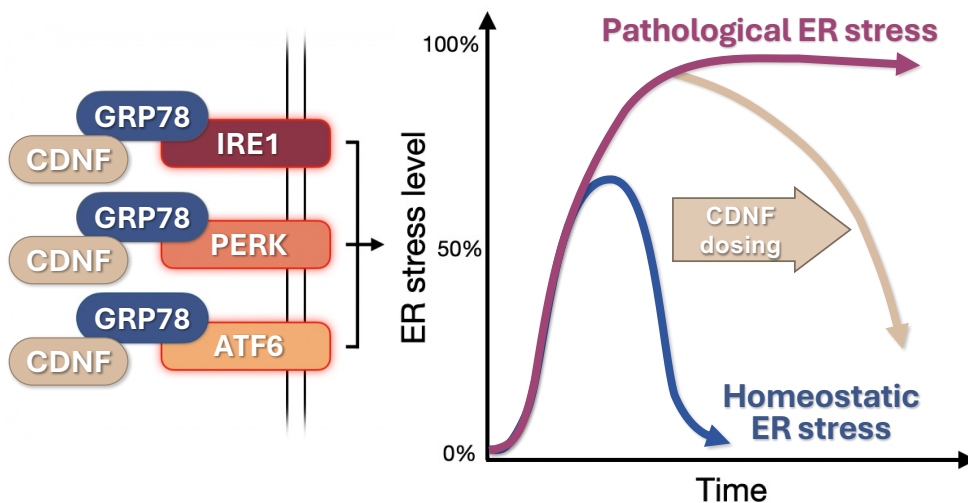 GRP78
IRE1
CDNF
GRP78
PERK
CDNF
GRP78
ATF6
CDNF
ER stress level
100%
50%
0%
Pathological ER stress
CDNF
dosing
Homeostatic
ER stress
Time